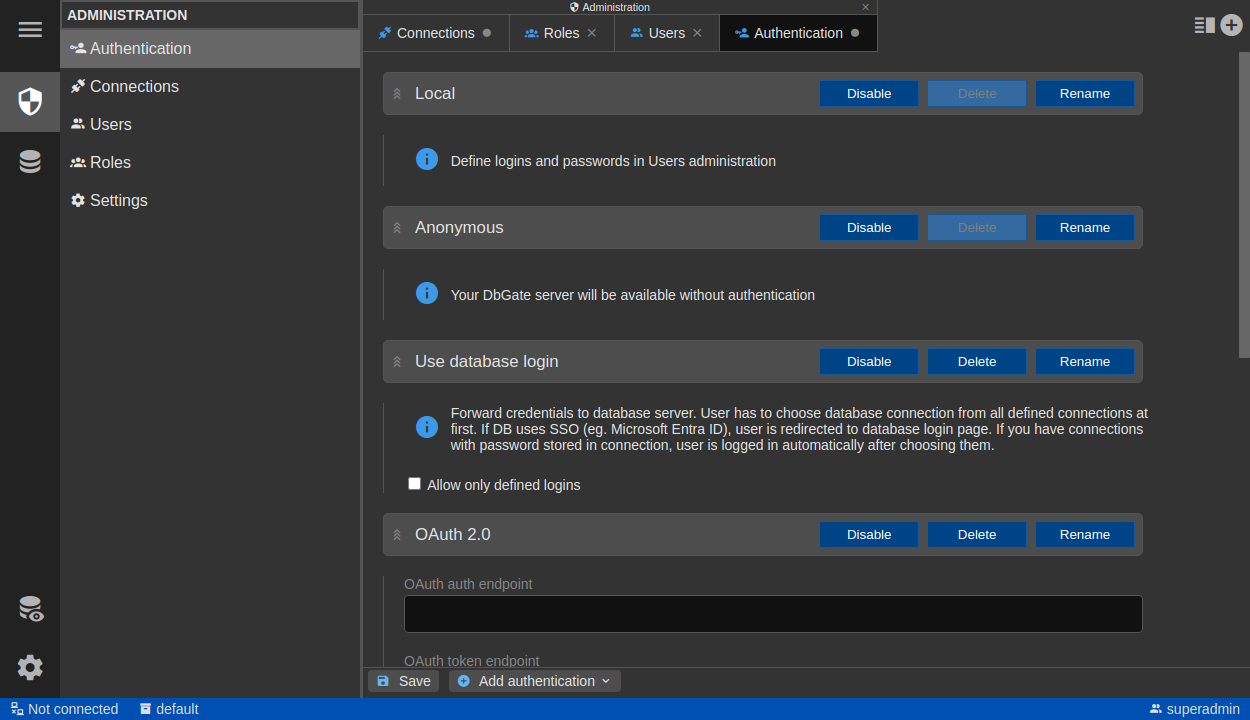 ADMINISTRATION
Authentication
Connections
Users
Roles
Settings
Administration
Connections
Roles
Users
Authentication
Local
Disable
Delete
Rename
Define logins and passwords in Users administration
Anonymous
Disable
Delete
Rename
Your DbGate server will be available without authentication
Use database login
Disable
Delete
Rename
Forward credentials to database server. User has to choose database connection from all defined connections at
first. If DB uses SSO (eg. Microsoft Entra ID), user is redirected to database login page. If you have connections
with password stored in connection, user is logged in automatically after choosing them.
Allow only defined logins
OAuth 2.0
Disable
Delete
Rename
OAuth auth endpoint
OAuth token endpoint
Save
Add authentication
Not connected
default
superadmin